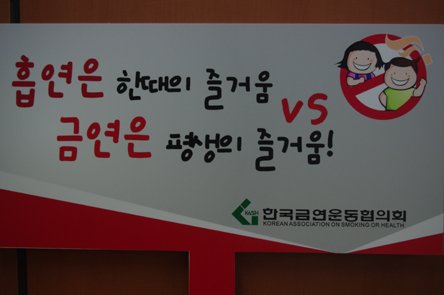 흡연은 한때의 즐거움
VS
금연은 평생의 즐거움!
KASH 한국금연운동협의회
KOREAN ASSOCIATION ON SMOKING OR HEALTH